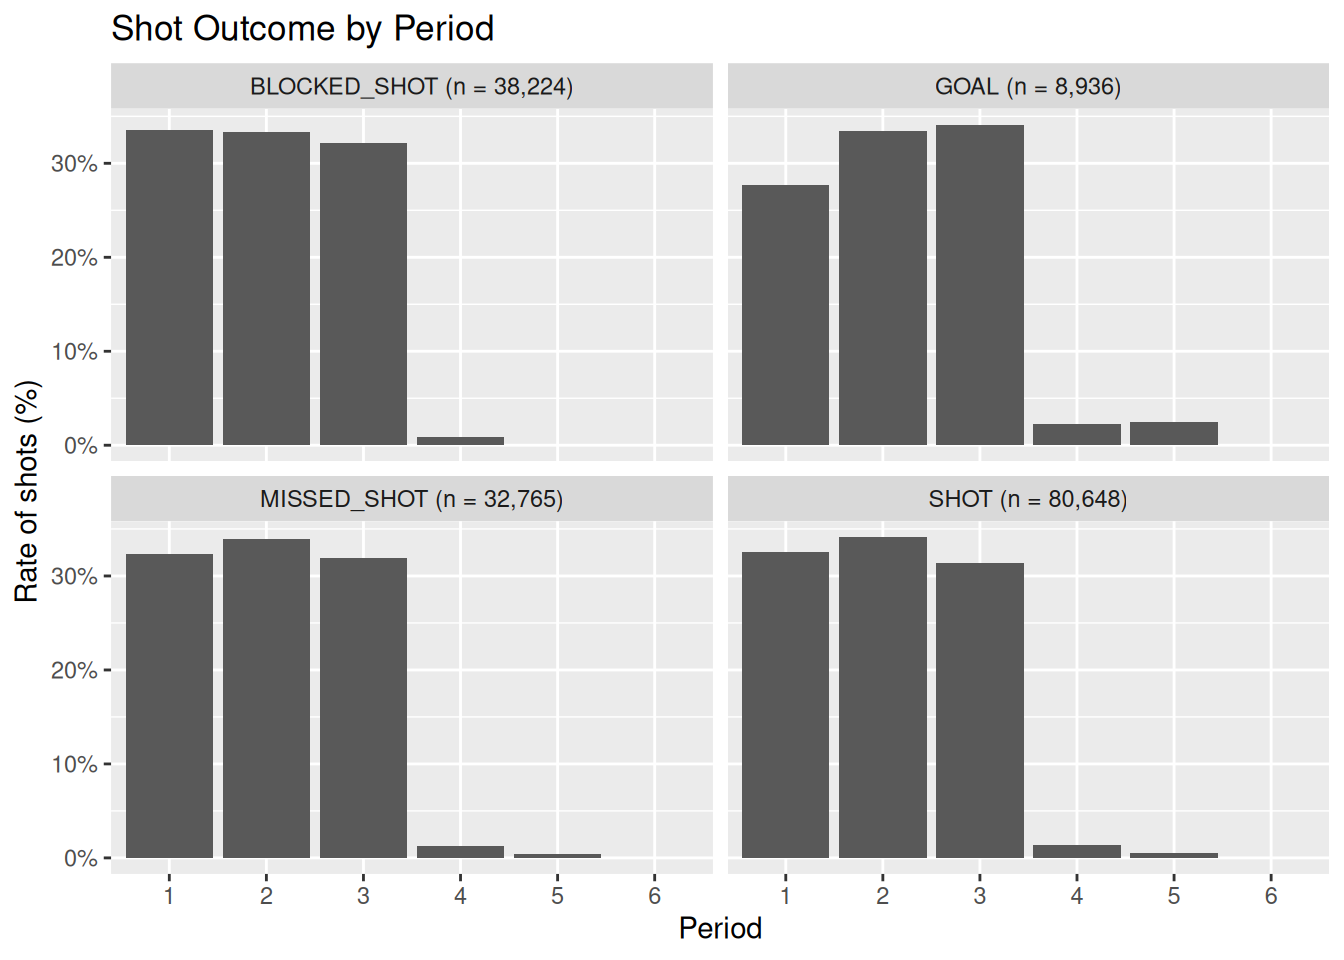 Shot Outcome by Period
BLOCKED_SHOT (n = 38,224)
GOAL (n = 8,936)
30%
20%
10%
0%
MISSED_SHOT (n = 32,765)
SHOT (n = 80,648)
30%
20%
10%
0%
Rate of shots (%)
1 2 3 4 5 6
1 2 3 4 5 6
Period